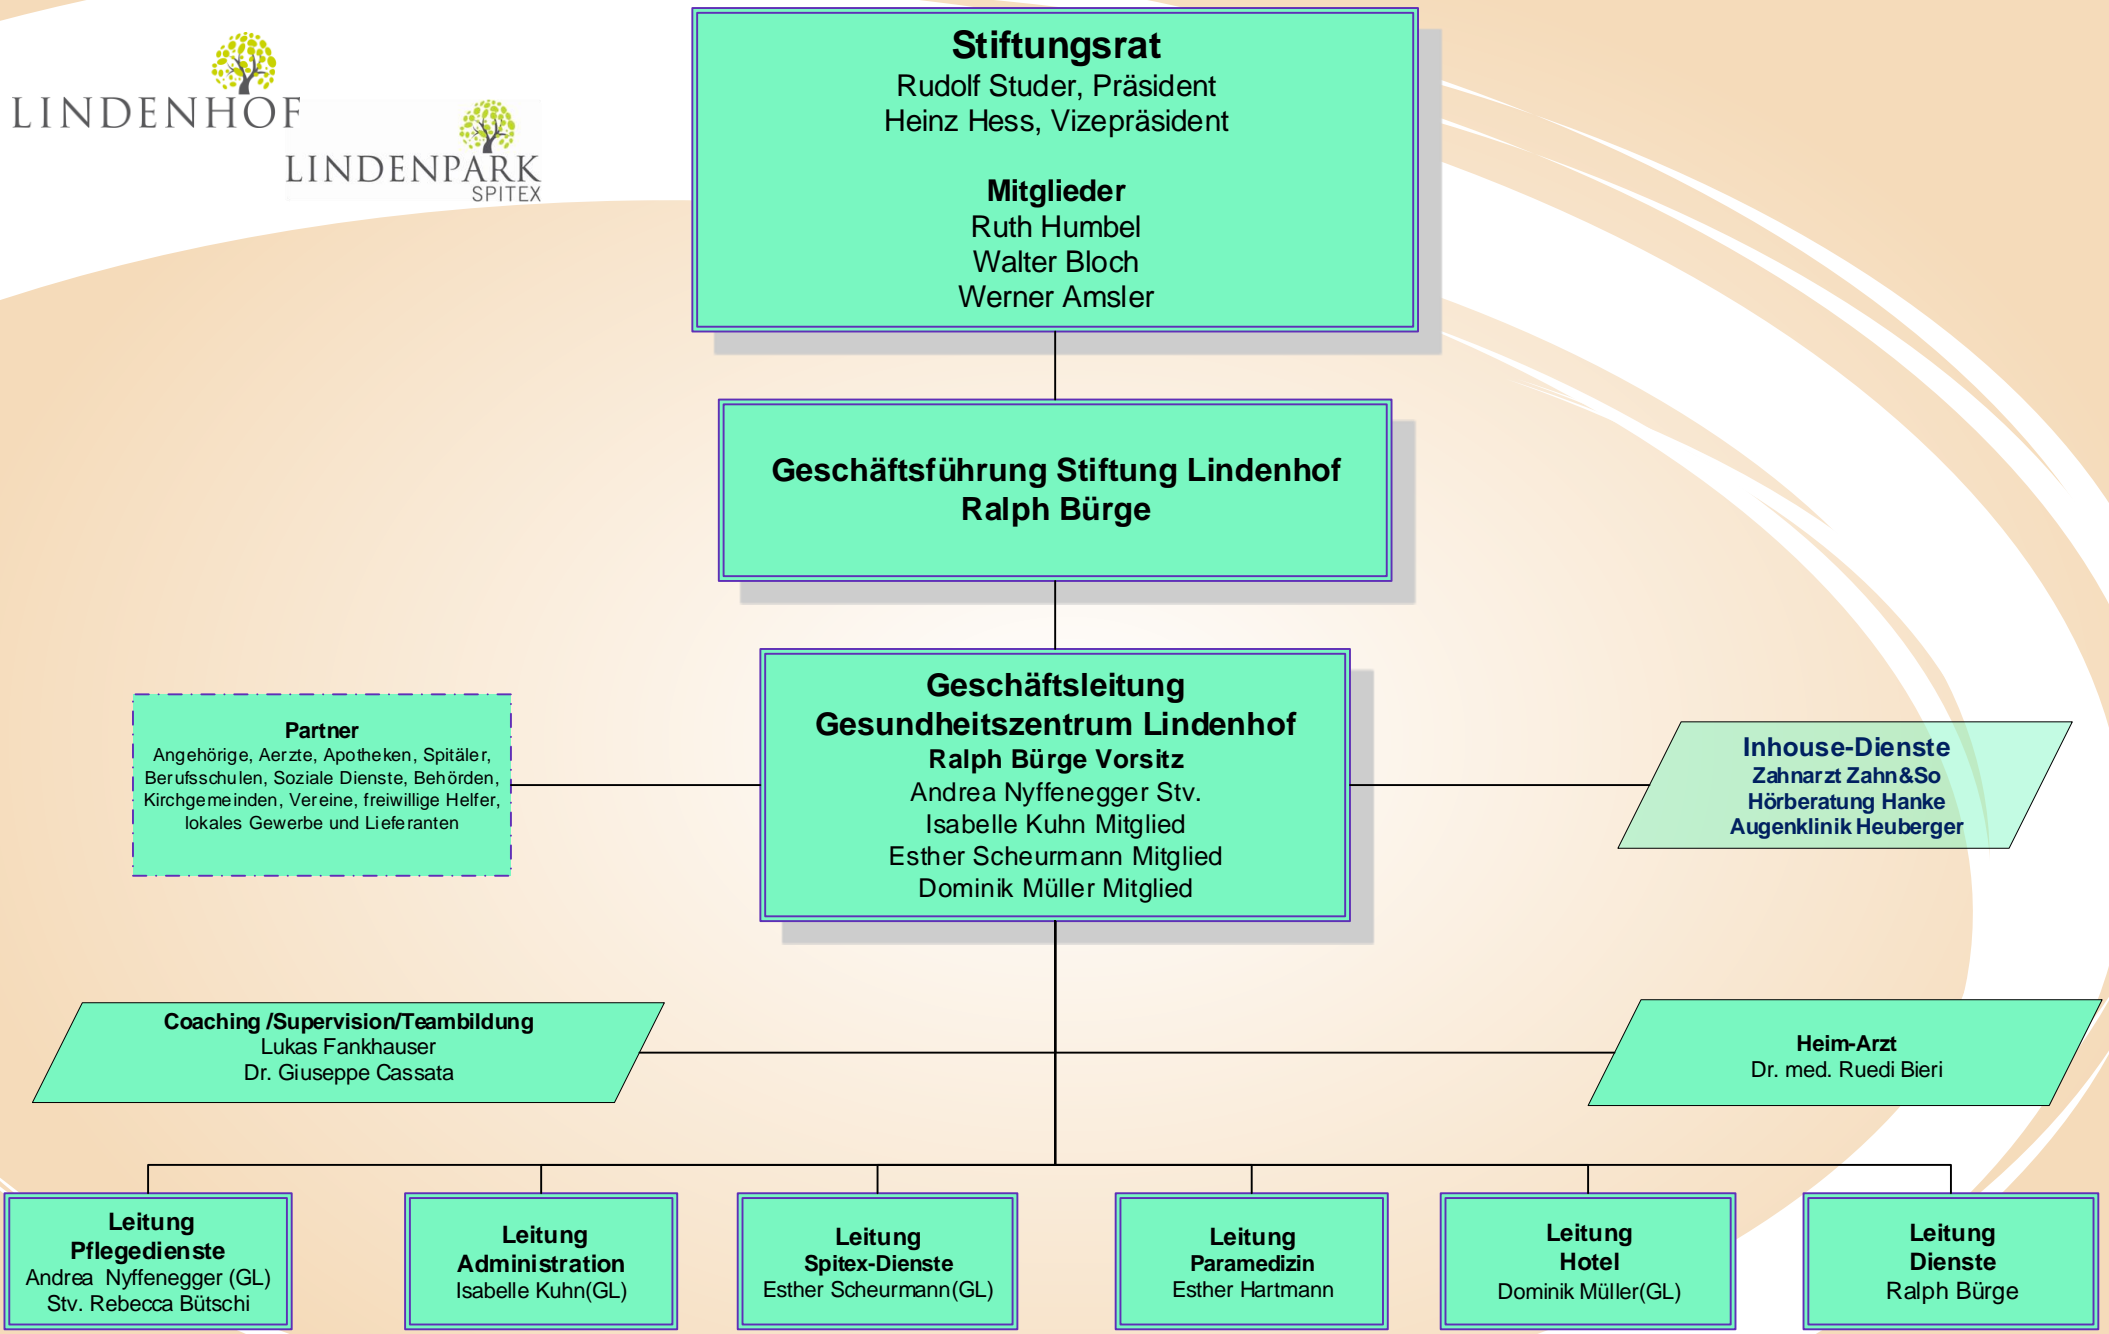 LINDENHOF
LINDENPARK
SPITEX
Stiftungsrat
Rudolf Studer, Präsident
Heinz Hess, Vizepräsident
Mitglieder
Ruth Humbel
Walter Bloch
Werner Amsler
Geschäftsführung Stiftung Lindenhof
Ralph Bürge
Geschäftsleitung
Gesundheitszentrum Lindenhof
Ralph Bürge Vorsitz
Andrea Nyffenegger Stv.
Isabelle Kuhn Mitglied
Esther Scheurmann Mitglied
Dominik Müller Mitglied
Partner
Angehörige, Aerzte, Apotheken, Spitäler,
Berufsschulen, Soziale Dienste, Behörden,
Kirchgemeinden, Vereine, freiwillige Helfer,
lokales Gewerbe und Lieferanten
Inhouse-Dienste
Zahnarzt Zahn&So
Hörberatung Hanke
Augenklinik Heuberger
Coaching /Supervision/Teambildung
Lukas Fankhauser
Dr. Giuseppe Cassata
Heim-Arzt
Dr. med. Ruedi Bieri
Leitung
Pflegedienste
Andrea Nyffenegger (GL)
Stv. Rebecca Bütschi
Leitung
Administration
Isabelle Kuhn(GL)
Leitung
Spitex-Dienste
Esther Scheurmann(GL)
Leitung
Paramedizin
Esther Hartmann
Leitung
Hotel
Dominik Müller(GL)
Leitung
Dienste
Ralph Bürge